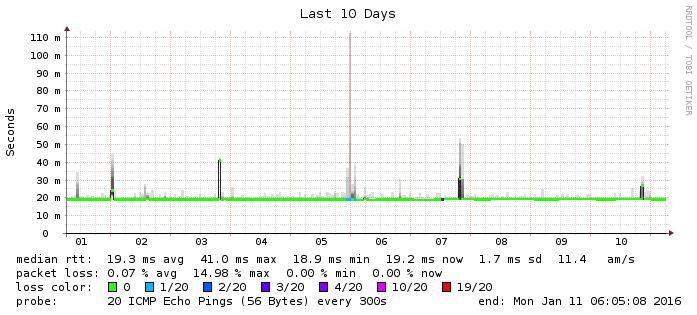 Last 10 Days
RRDTOOL / TOBI OETIKER
Seconds
110 m
100 m
90 m
80 m
70 m
60 m
50 m
40 m
30 m
20 m
10 m
0
01 02 03 04 05 06 07 08 09 10
median rtt: 19.3 ms avg 41.0 ms max 18.9 ms min 19.2 ms now 1.7 ms sd 11.4 am/s
packet loss: 0.07 % avg 14.98 % max 0.00 % min 0.00 % now
loss color: 0 1/20 2/20 3/20 4/20 10/20 19/20
probe: 20 ICMP Echo Pings (56 Bytes) every 300s end: Mon Jan 11 06:05:08 2016